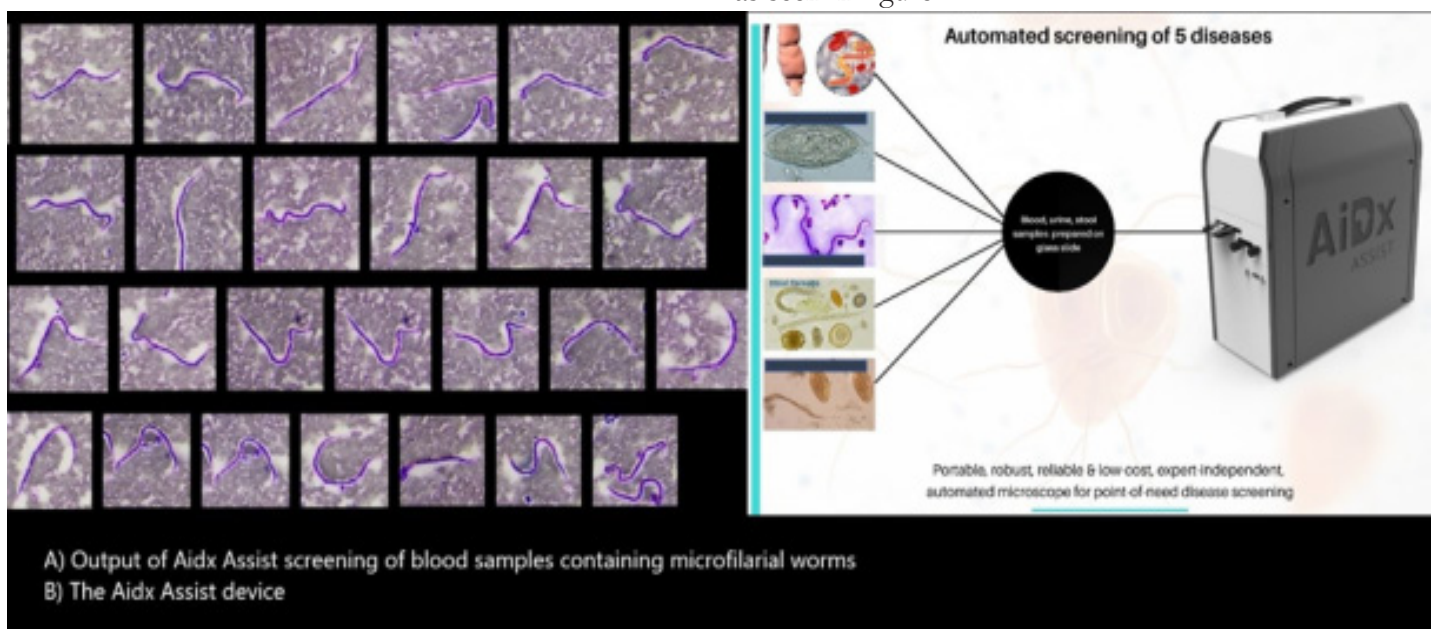 Automated screening of 5 diseases
Blood, urine, stool
samples prepared on
glass slide
AiDx
ASSIST
Portable, robust, reliable & low-cost, expert-independent,
automated microscope for point-of-need disease screening
A) Output of Aidx Assist screening of blood samples containing microfilarial worms
B) The Aidx Assist device